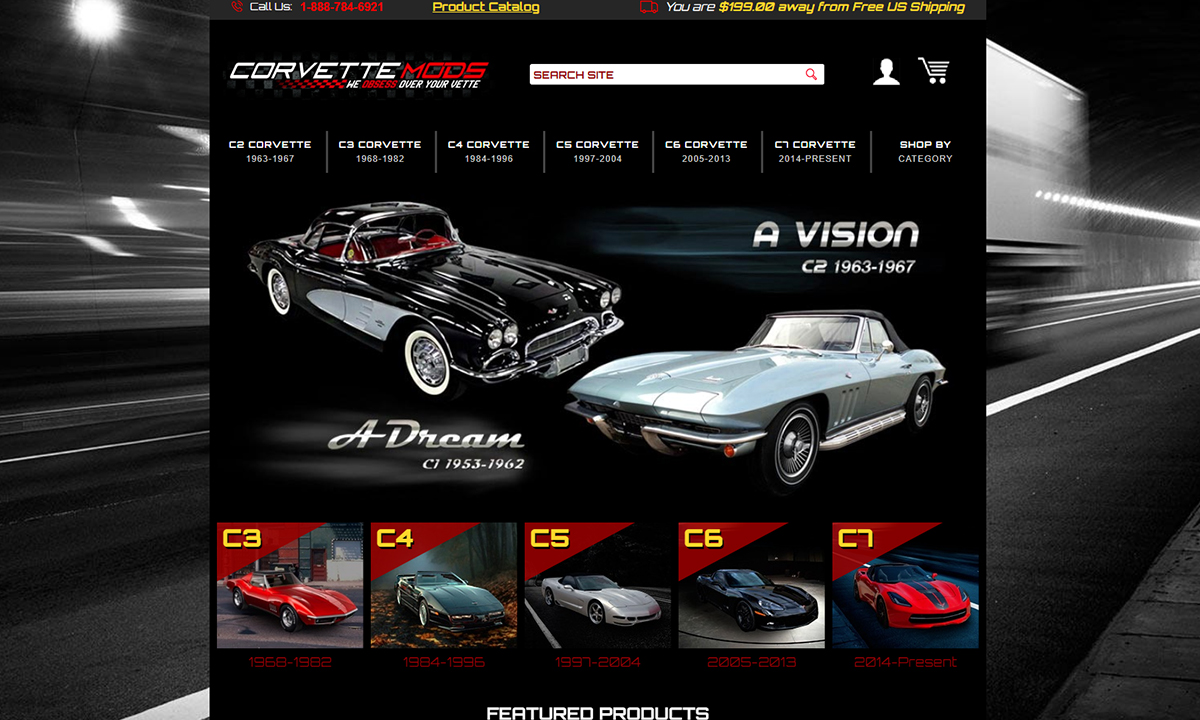 Call Us: 1-888-784-6921
Product Catalog
You are $199.00 away from Free US Shipping
CORVETTE MODS
WE OBSESS OVER YOUR VETTE
SEARCH SITE
C2 CORVETTE
1963-1967
C3 CORVETTE
1968-1982
C4 CORVETTE
1984-1996
C5 CORVETTE
1997-2004
C6 CORVETTE
2005-2013
C7 CORVETTE
2014-PRESENT
SHOP BY
CATEGORY
A VISION
C2 1963-1967
A Dream
C1 1953-1962
C3
C4
C5
C6
C7
1968-1982
1984-1996
1997-2004
2005-2013
2014-Present
FEATURED PRODUCTS